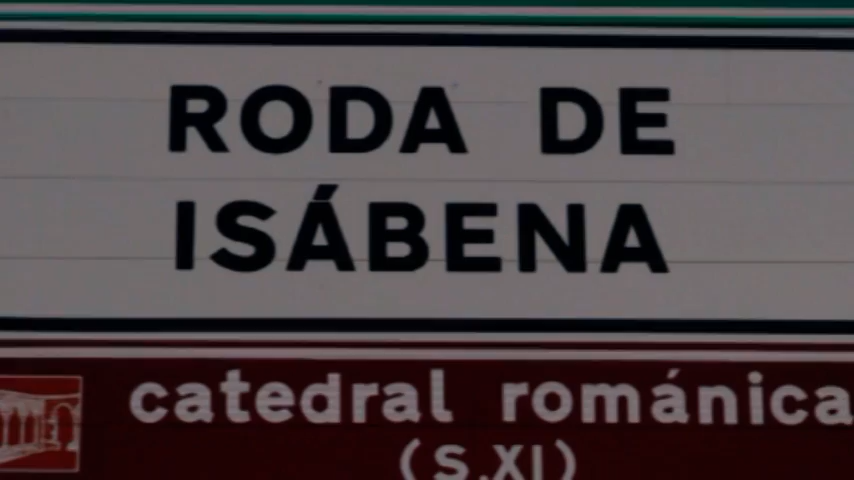 RODA DE
ISÁBENA
catedral románica
(S.XI)